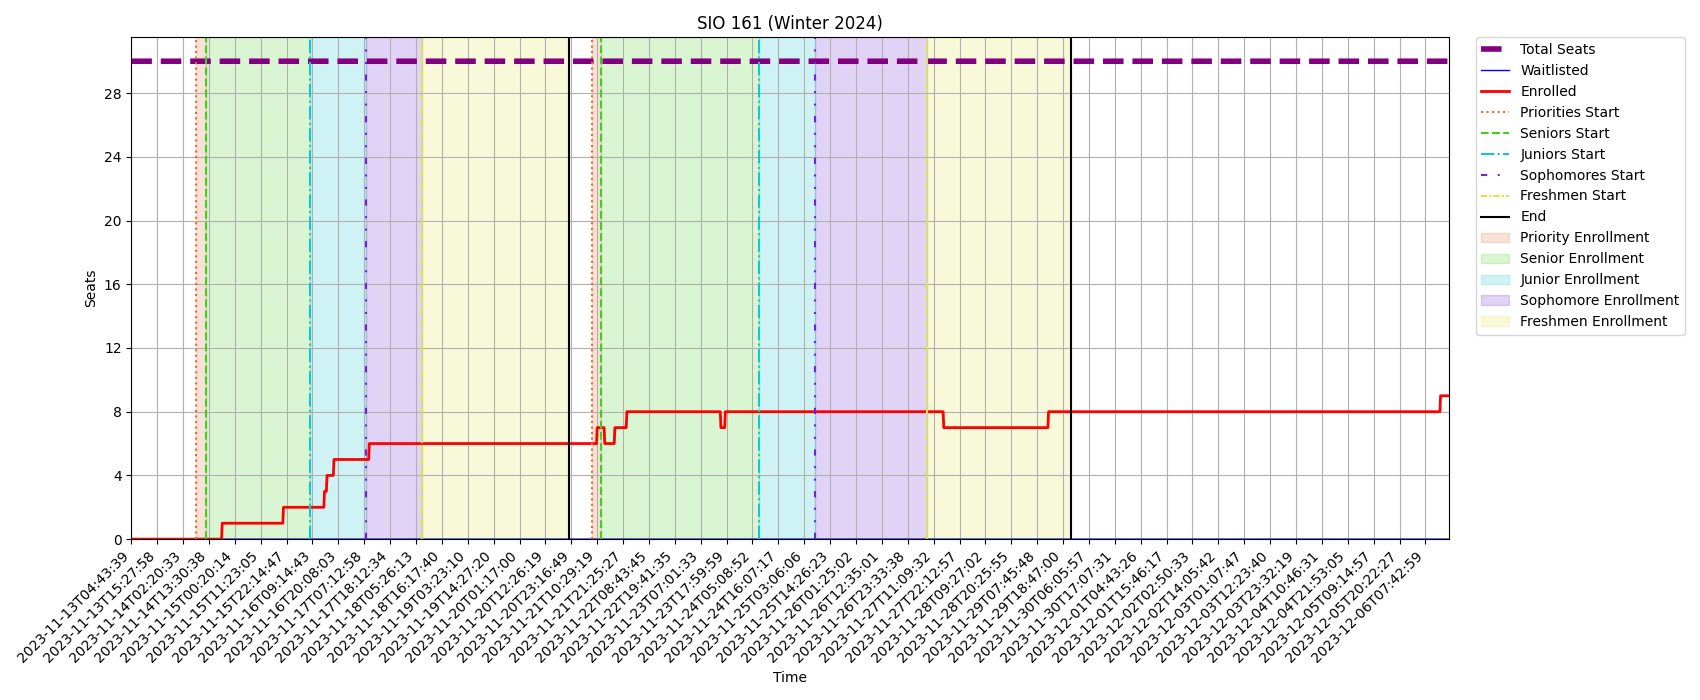 SIO 161 (Winter 2024)
Seats
28
24
20
16
12
8
4
0
2023-11-13T04:43:39
2023-11-13T15:27:58
2023-11-14T02:20:33
2023-11-14T13:30:38
2023-11-15T00:20:14
2023-11-15T11:23:05
2023-11-15T22:14:47
2023-11-16T09:14:43
2023-11-16T20:08:03
2023-11-17T07:12:58
2023-11-17T18:12:34
2023-11-18T05:26:13
2023-11-18T16:17:40
2023-11-19T03:23:10
2023-11-19T14:27:20
2023-11-20T01:17:00
2023-11-20T12:26:19
2023-11-20T23:16:49
2023-11-21T10:29:19
2023-11-21T21:25:27
2023-11-22T08:43:45
2023-11-22T19:41:35
2023-11-23T07:01:33
2023-11-23T17:59:59
2023-11-24T05:08:52
2023-11-24T16:07:17
2023-11-25T03:06:06
2023-11-25T14:26:23
2023-11-26T01:25:02
2023-11-26T12:35:01
2023-11-26T23:33:38
2023-11-27T11:09:32
2023-11-27T22:12:57
2023-11-28T09:27:02
2023-11-28T20:25:55
2023-11-29T07:45:48
2023-11-29T18:47:00
2023-11-30T06:05:57
2023-11-30T17:07:31
2023-12-01T04:43:26
2023-12-01T15:46:17
2023-12-02T02:50:33
2023-12-02T14:05:42
2023-12-03T01:07:47
2023-12-03T12:23:40
2023-12-03T23:32:19
2023-12-04T10:46:31
2023-12-04T21:53:05
2023-12-05T09:14:57
2023-12-05T20:22:27
2023-12-06T07:42:59
Time
Total Seats
Waitlisted
Enrolled
Priorities Start
Seniors Start
Juniors Start
Sophomores Start
Freshmen Start
End
Priority Enrollment
Senior Enrollment
Junior Enrollment
Sophomore Enrollment
Freshmen Enrollment